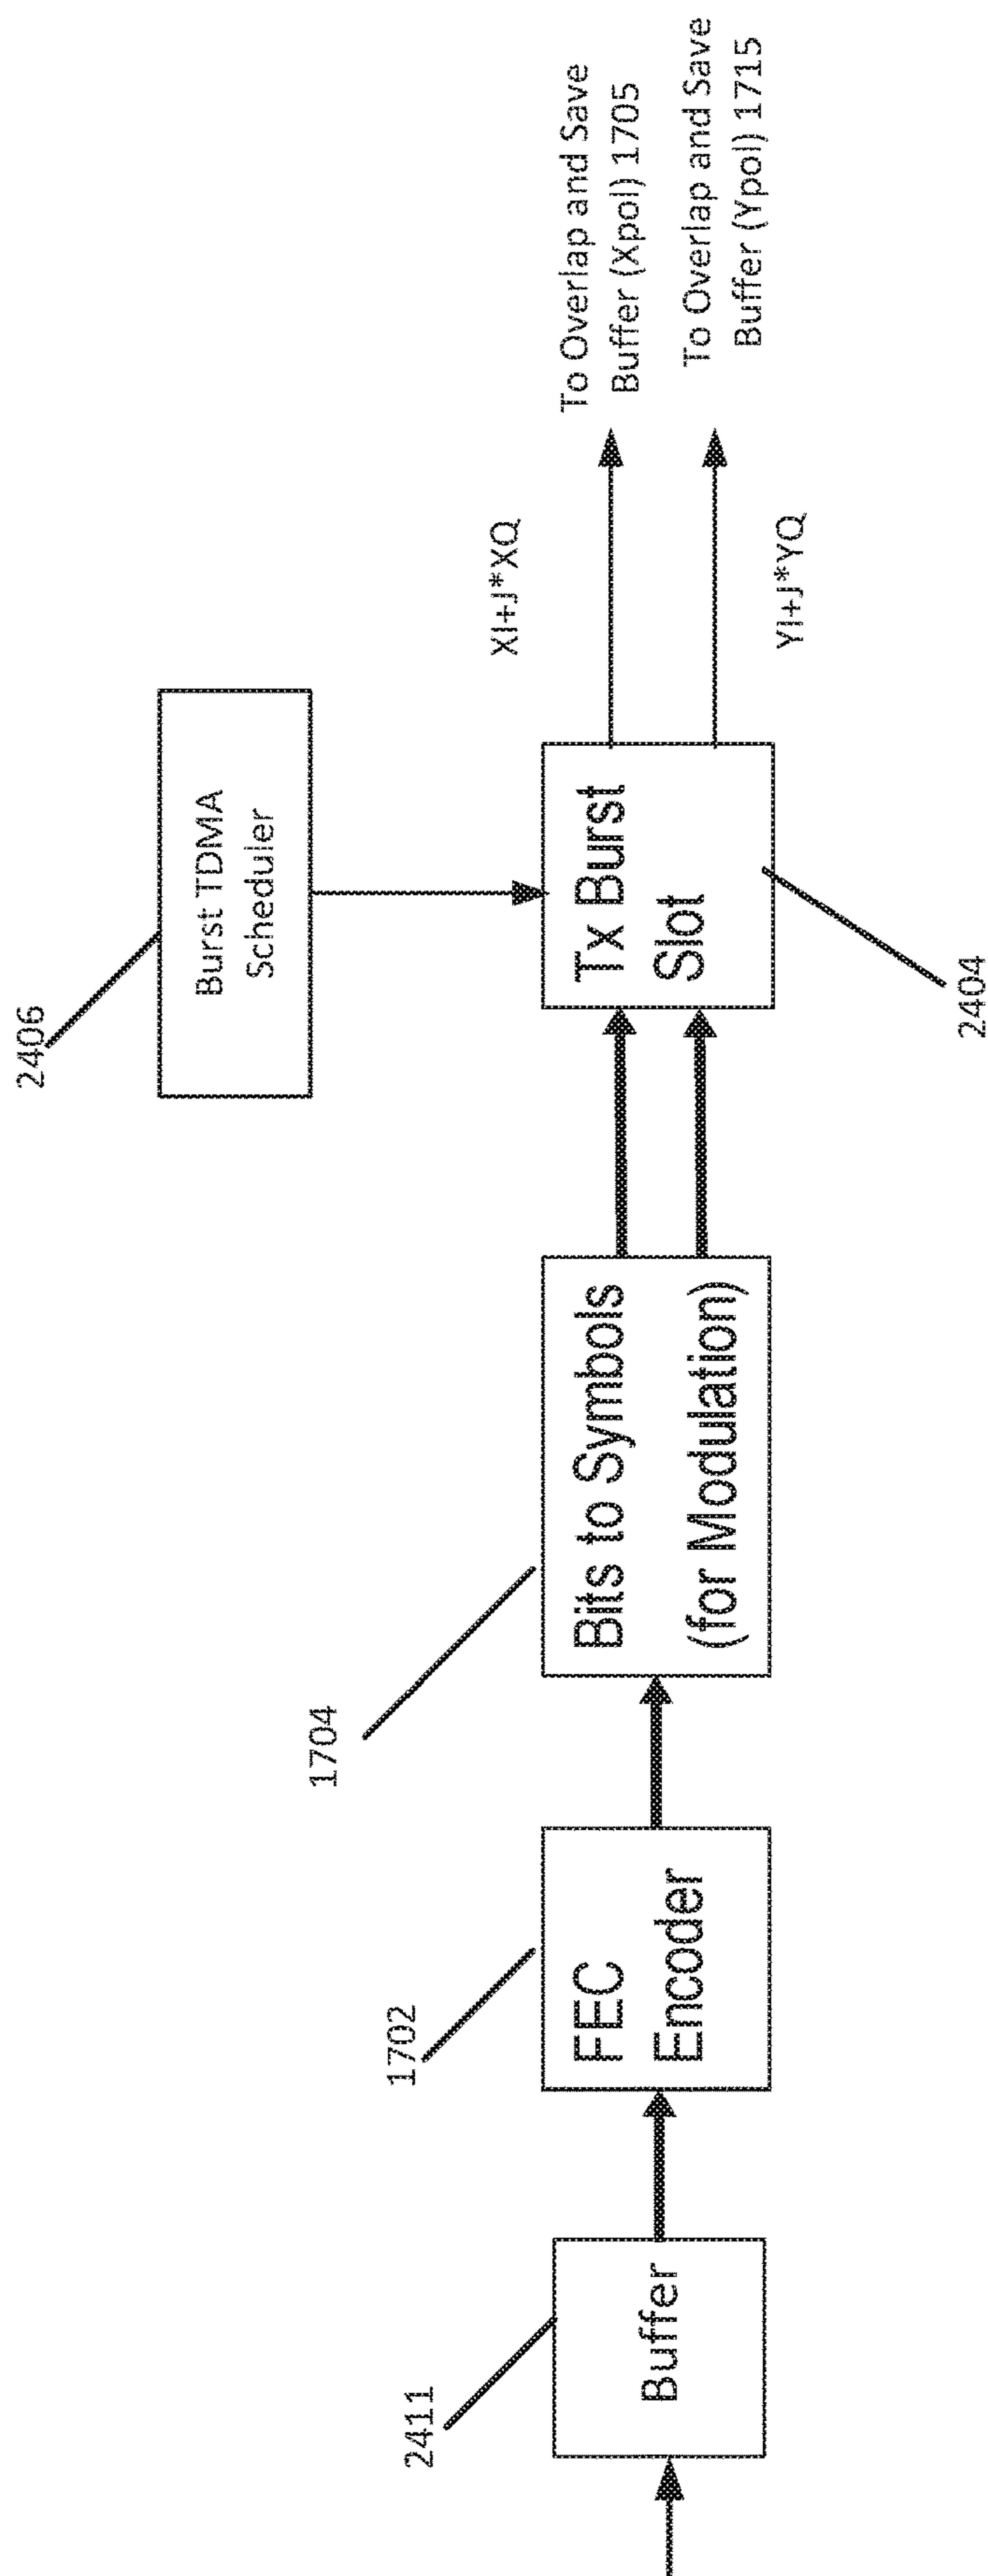 2411
Buffer
1702
FEC
Encoder
1704
Bits to Symbols
(for Modulation)
2406
Burst TDMA
Scheduler
Tx Burst
Slot
2404
XI+J*XQ
YI+J*YQ
To Overlap and Save
Buffer (Xpol) 1705
To Overlap and Save
Buffer (Ypol) 1715